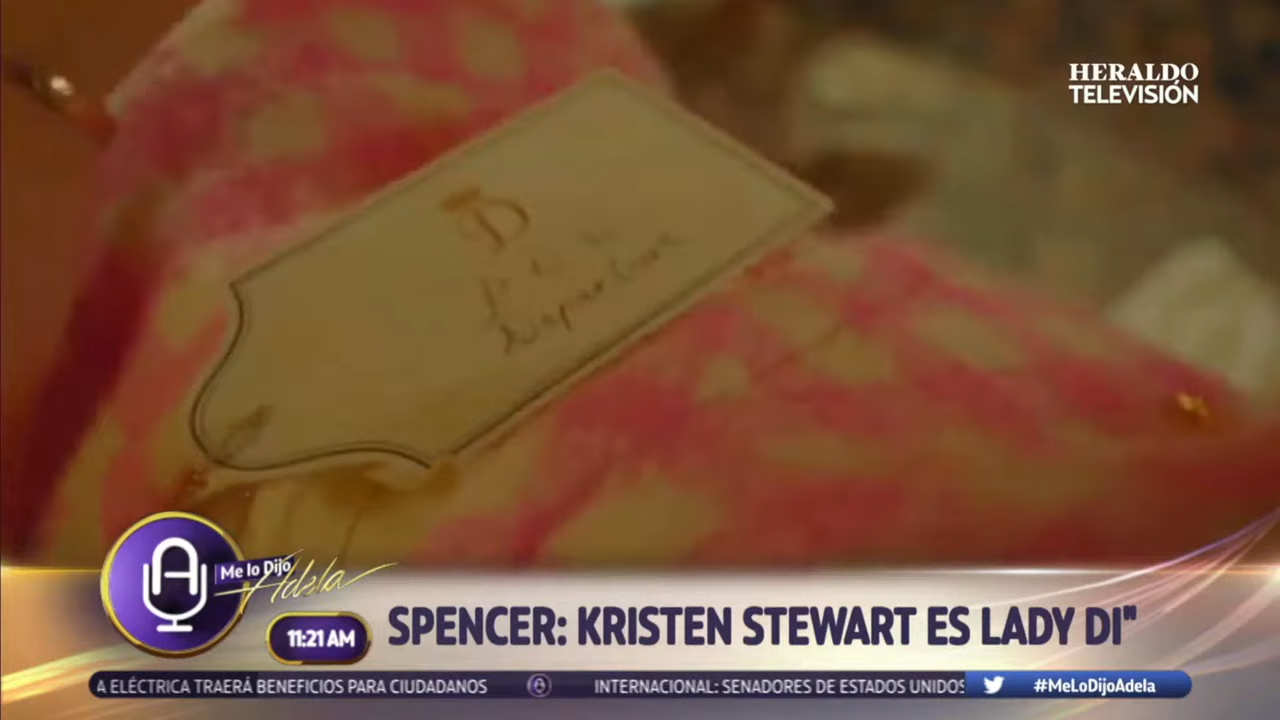 HERALDO
TELEVISIÓN
D
Me lo Dijo
Adela
11:21 AM
SPENCER: KRISTEN STEWART ES LADY DI"
A ELÉCTRICA TRAERÁ BENEFICIOS PARA CIUDADANOS
INTERNACIONAL: SENADORES DE ESTADOS UNIDOS
#MeLoDijoAdela